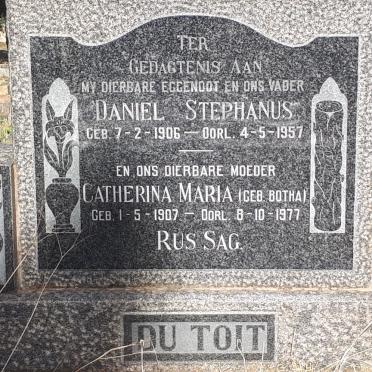 TER
GEDAGTENIS AAN
MY DIERBARE EGGENOOT EN ONS VADER
DANIEL STEPHANUS
GEB. 7-2-1906 — OORL. 4-5-1957
EN ONS DIERBARE MOEDER
CATHERINA MARIA (GEB. BOTHA)
GEB. 1-5-1907 — OORL. 8-10-1977
RUS SAG.
DU TOIT